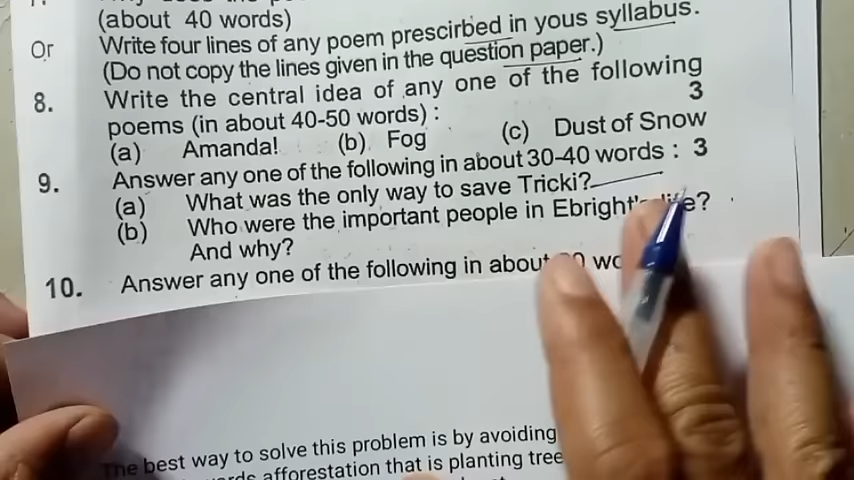 (about 40 words)
Or Write four lines of any poem prescirbed in yous syllabus.
(Do not copy the lines given in the question paper.)
8. Write the central idea of any one of the following
poems (in about 40-50 words) : 3
(a) Amanda! (b) Fog (c) Dust of Snow
9. Answer any one of the following in about 30-40 words : 3
(a) What was the only way to save Tricki?
(b) Who were the important people in Ebright's life?
And why?
10. Answer any one of the following in about
The best way to solve this problem is by avoiding
afforestation that is planting tree